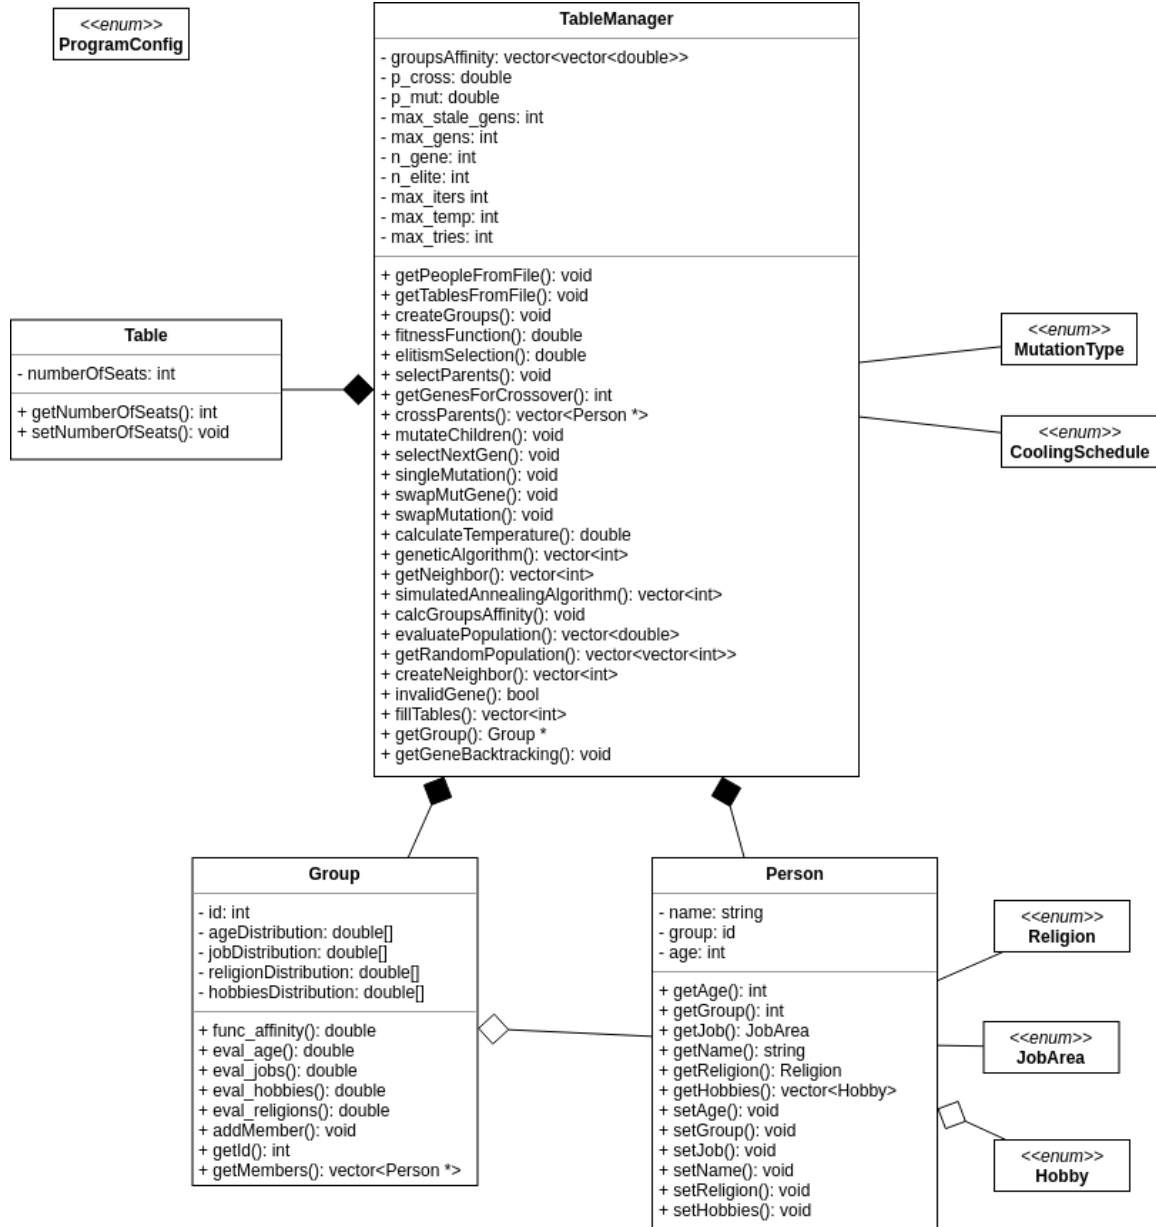 <<enum>>
ProgramConfig
TableManager
- groupsAffinity: vector<vector<double>>
- p_cross: double
- p_mut: double
- max_stale_gens: int
- max_gens: int
- n_gene: int
- n_elite: int
- max_iters int
- max_temp: int
- max_tries: int
+ getPeopleFromFile(): void
+ getTablesFromFile(): void
+ createGroups(): void
+ fitnessFunction(): double
+ elitismSelection(): double
+ selectParents(): void
+ getGenesForCrossover(): int
+ crossParents(): vector<Person *>
+ mutateChildren(): void
+ selectNextGen(): void
+ singleMutation(): void
+ swapMutGene(): void
+ swapMutation(): void
+ calculateTemperature(): double
+ geneticAlgorithm(): vector<int>
+ getNeighbor(): vector<int>
+ simulatedAnnealingAlgorithm(): vector<int>
+ calcGroupsAffinity(): void
+ evaluatePopulation(): vector<double>
+ getRandomPopulation(): vector<vector<int>>
+ createNeighbor(): vector<int>
+ invalidGene(): bool
+ fillTables(): vector<int>
+ getGroup(): Group *
+ getGeneBacktracking(): void
Table
- numberOfSeats: int
+ getNumberOfSeats(): int
+ setNumberOfSeats(): void
<<enum>>
MutationType
<<enum>>
CoolingSchedule
Group
- id: int
- ageDistribution: double[]
- jobDistribution: double[]
- religionDistribution: double[]
- hobbiesDistribution: double[]
+ func_affinity(): double
+ eval_age(): double
+ eval_jobs(): double
+ eval_hobbies(): double
+ eval_religions(): double
+ addMember(): void
+ getId(): int
+ getMembers(): vector<Person *>
Person
- name: string
- group: id
- age: int
+ getAge(): int
+ getGroup(): int
+ getJob(): JobArea
+ getName(): string
+ getReligion(): Religion
+ getHobbies(): vector<Hobby>
+ setAge(): void
+ setGroup(): void
+ setJob(): void
+ setName(): void
+ setReligion(): void
+ setHobbies(): void
<<enum>>
Religion
<<enum>>
JobArea
<<enum>>
Hobby